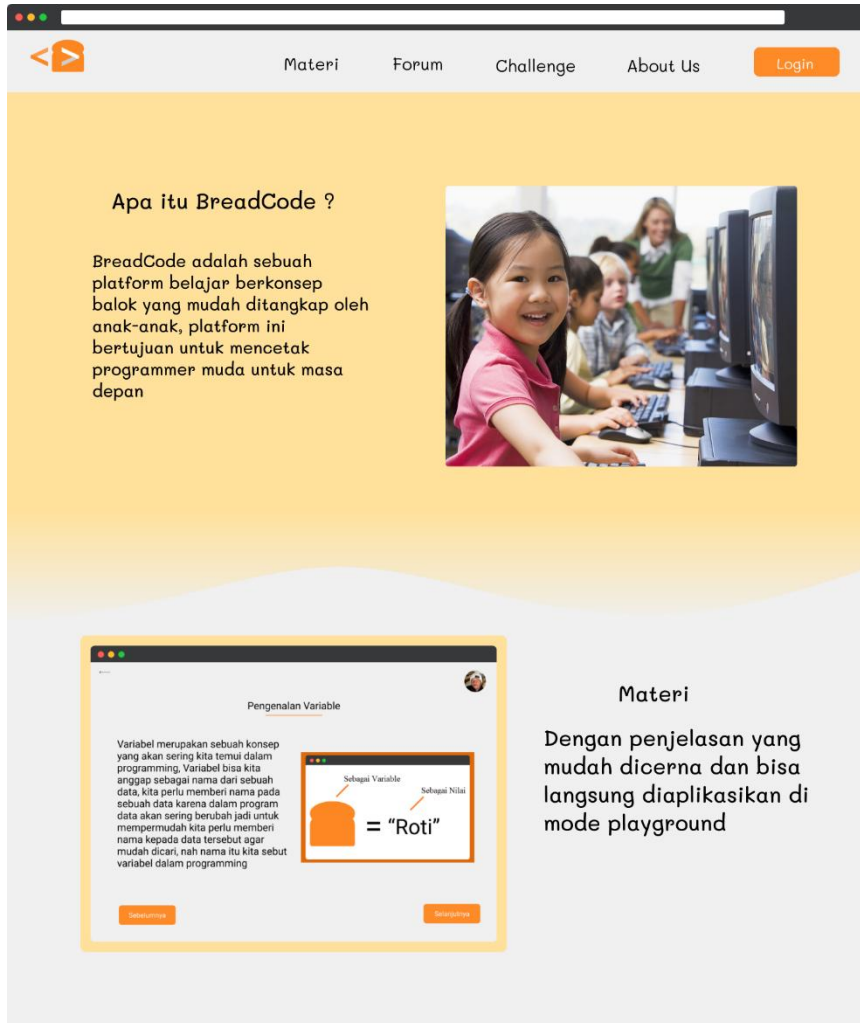 Materi
Forum
Challenge
About Us
Login
Apa itu BreadCode ?
BreadCode adalah sebuah
platform belajar berkonsep
balok yang mudah ditangkap oleh
anak-anak, platform ini
bertujuan untuk mencetak
programmer muda untuk masa
depan
Pengenalan Variable
Variabel merupakan sebuah konsep
yang akan sering kita temui dalam
programming, Variabel bisa kita
anggap sebagai nama dari sebuah
data, kita perlu memberi nama pada
sebuah data karena dalam program
data akan sering berubah jadi untuk
mempermudah kita perlu memberi
nama kepada data tersebut agar
mudah dicari, nah nama itu kita sebut
variabel dalam programming
Sebagai Variable
Sebagai Nilai
= “Roti”
Sebelumnya
Selanjutnya
Materi
Dengan penjelasan yang
mudah dicerna dan bisa
langsung diaplikasikan di
mode playground